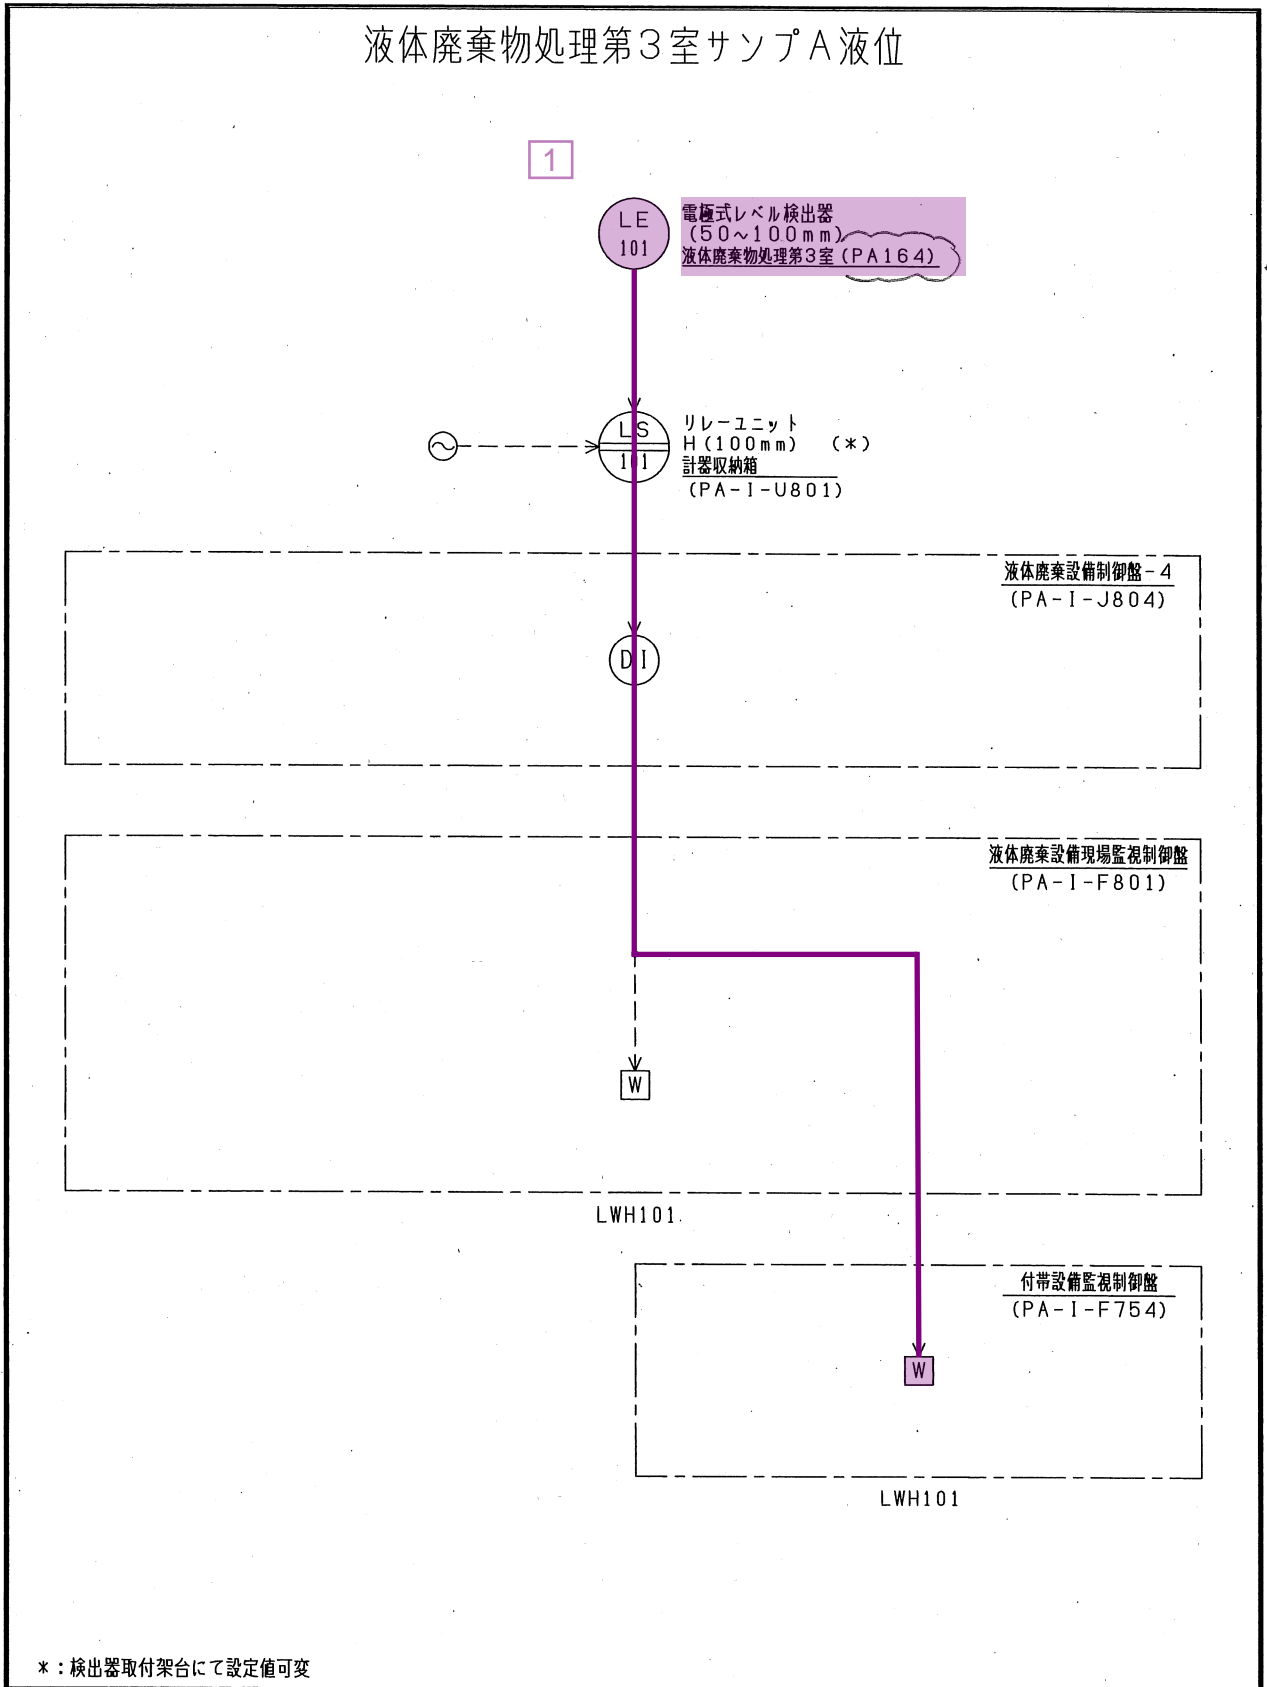 液体廃棄物処理第3室サンプA液位
1
LE
101
電極式レベル検出器
(50~100mm)
液体廃棄物処理第3室(PA164)
LS
101
リレーユニット
H(100mm) (*)
計器収納箱
(PA-I-U801)
液体廃棄設備制御盤-4
(PA-I-J804)
DI
液体廃棄設備現場監視制御盤
(PA-I-F801)
W
LWH101
付帯設備監視制御盤
(PA-I-F754)
W
LWH101
*:検出器取付架台にて設定値可変